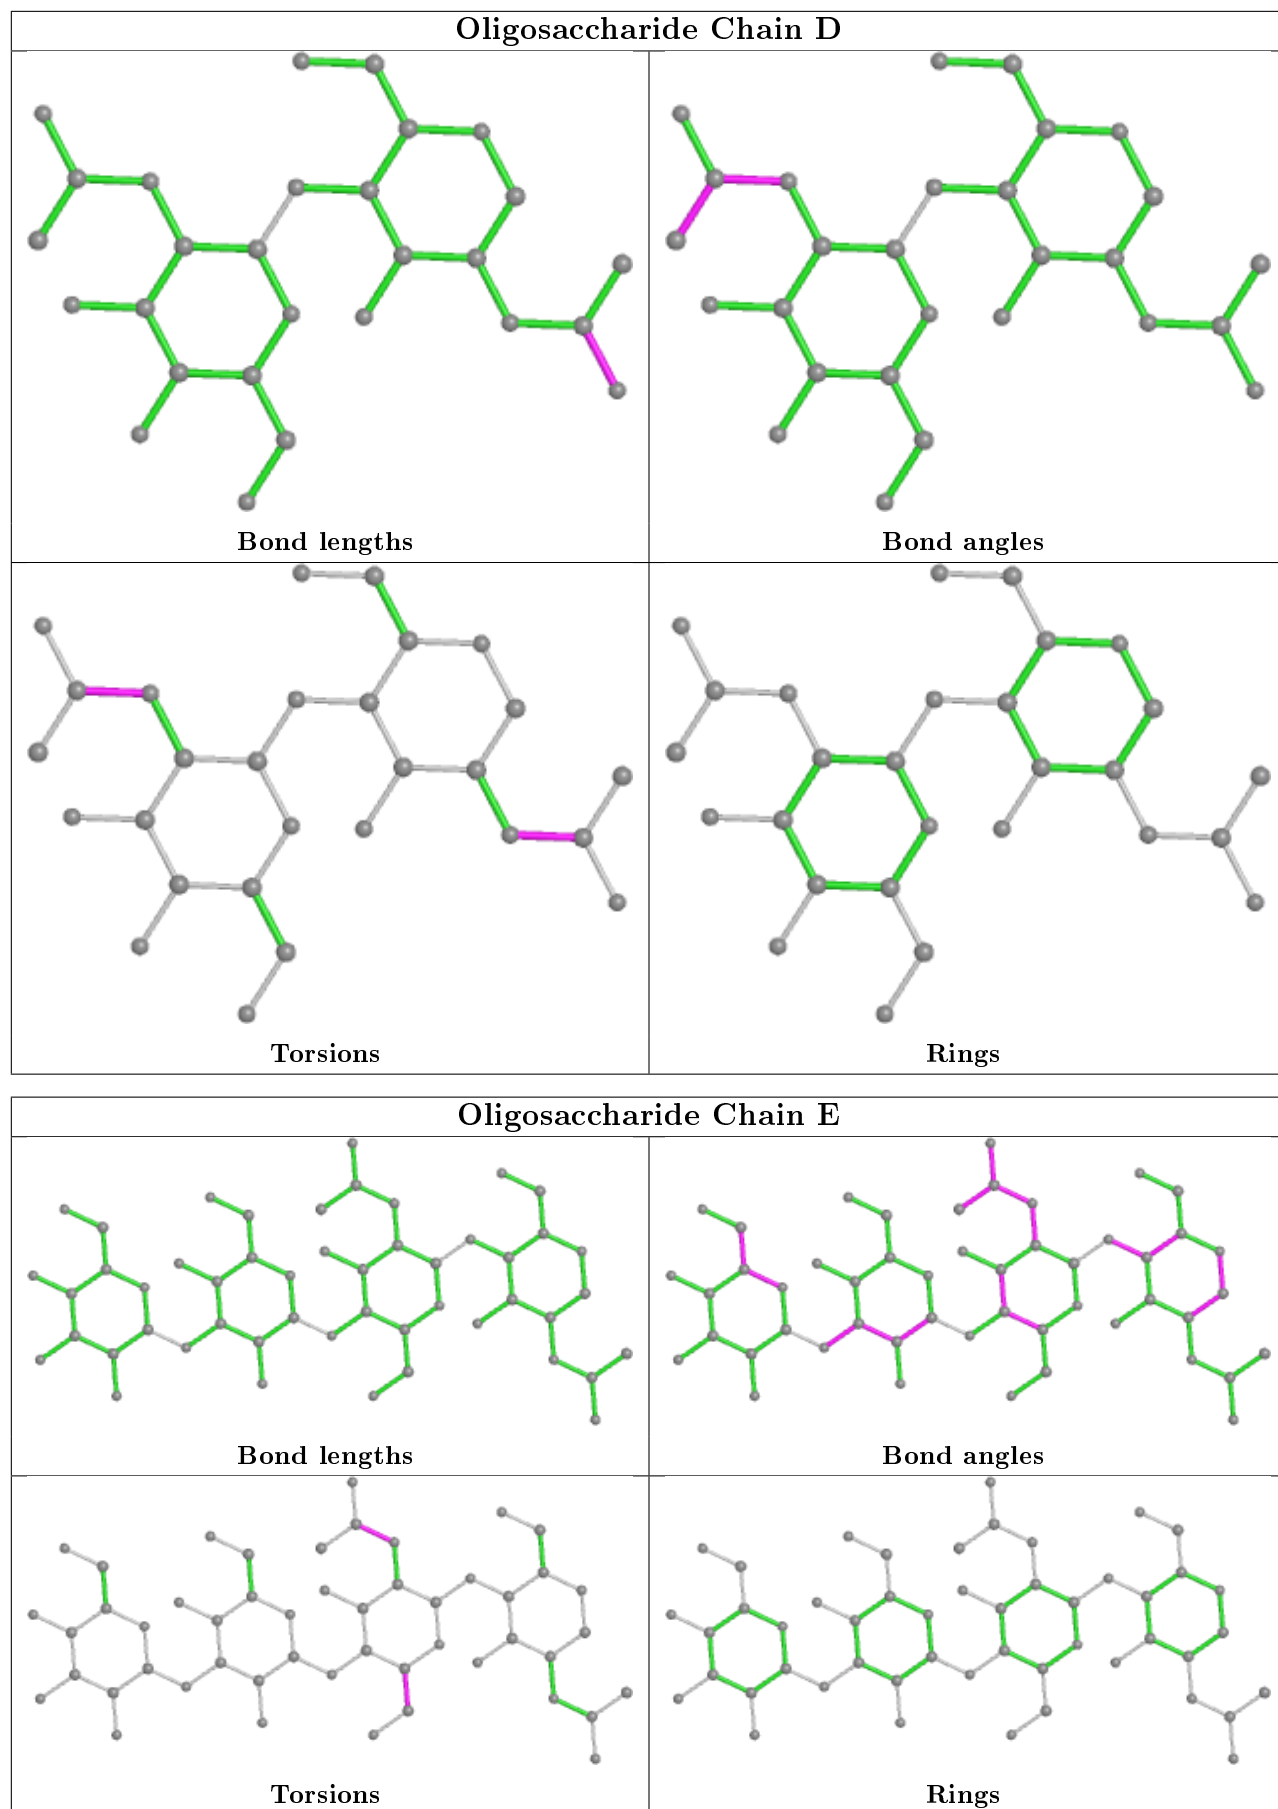 Oligosaccharide Chain D
Bond lengths
Bond angles
Torsions
Rings
Oligosaccharide Chain E
Bond lengths
Bond angles
Torsions
Rings